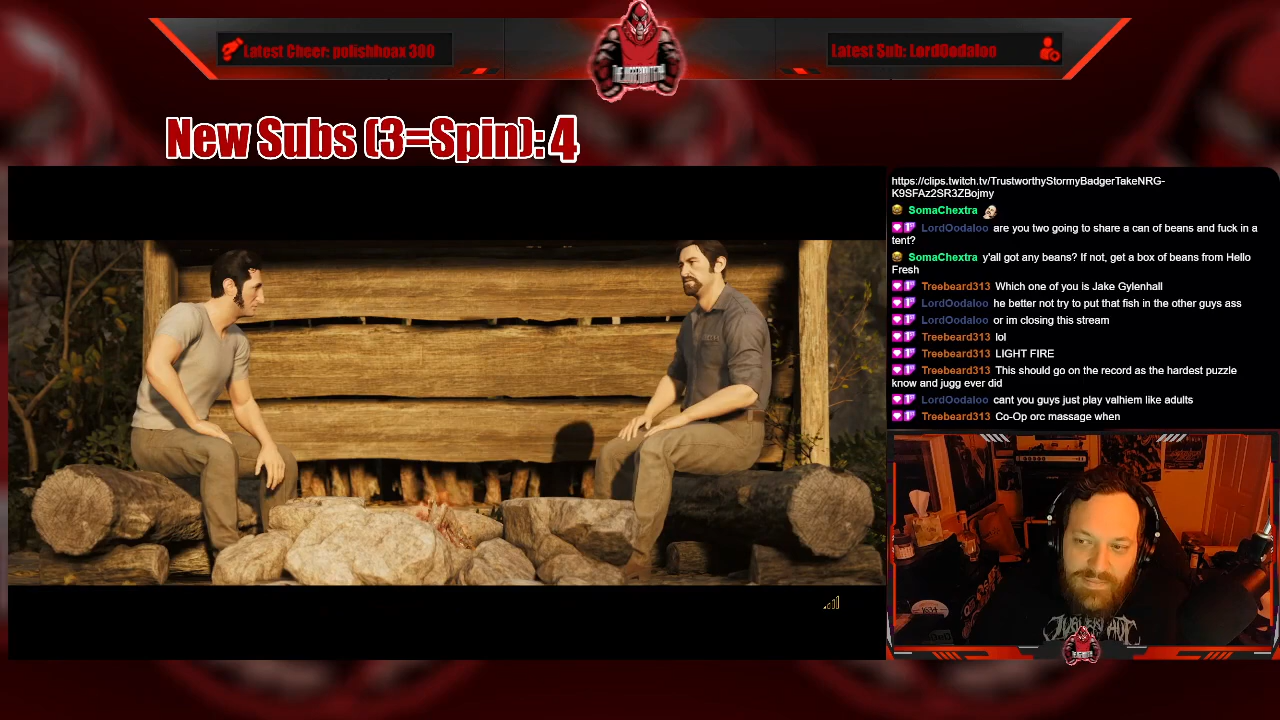 Latest Cheer: polishhoax 300
Latest Sub: LordOodaloo
New Subs (3=Spin): 4
https://clips.twitch.tv/TrustworthyStormyBadgerTakeNRG-
K9SFAz2SR3ZBojmy
SomaChextra
LordOodaloo are you two going to share a can of beans and fuck in a
tent?
SomaChextra y'all got any beans? If not, get a box of beans from Hello
Fresh
Treebeard313 Which one of you is Jake Gylenhall
LordOodaloo he better not try to put that fish in the other guys ass
LordOodaloo or im closing this stream
Treebeard313 lol
Treebeard313 LIGHT FIRE
Treebeard313 This should go on the record as the hardest puzzle
know and jugg ever did
LordOodaloo cant you guys just play valhiem like adults
Treebeard313 Co-Op orc massage when